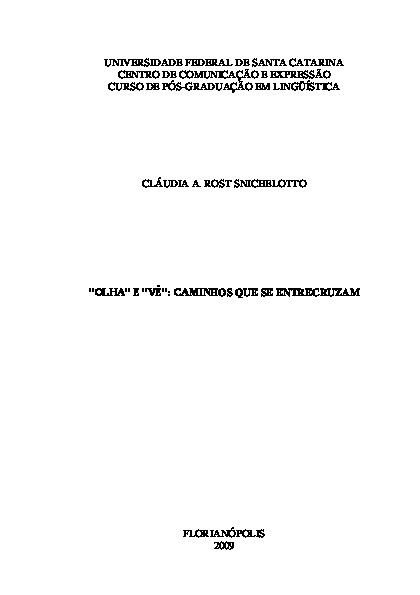 UNIVERSIDADE FEDERAL DE SANTA CATARINA
CENTRO DE COMUNICAÇÃO E EXPRESSÃO
CURSO DE PÓS-GRADUAÇÃO EM LINGÜÍSTICA
CLÁUDIA A. ROST SNICHELOTTO
"OLHA" E "VÊ": CAMINHOS QUE SE ENTRECRUZAM
FLORIANÓPOLIS
2009